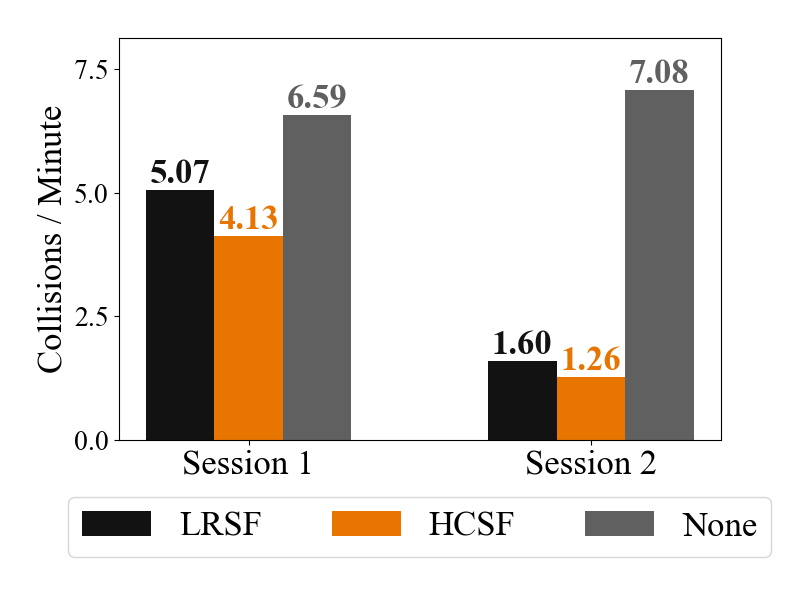 Collisions / Minute
7.5
5.0
2.5
0.0
5.07
4.13
6.59
1.60
1.26
7.08
Session 1
Session 2
LRSF
HCSF
None